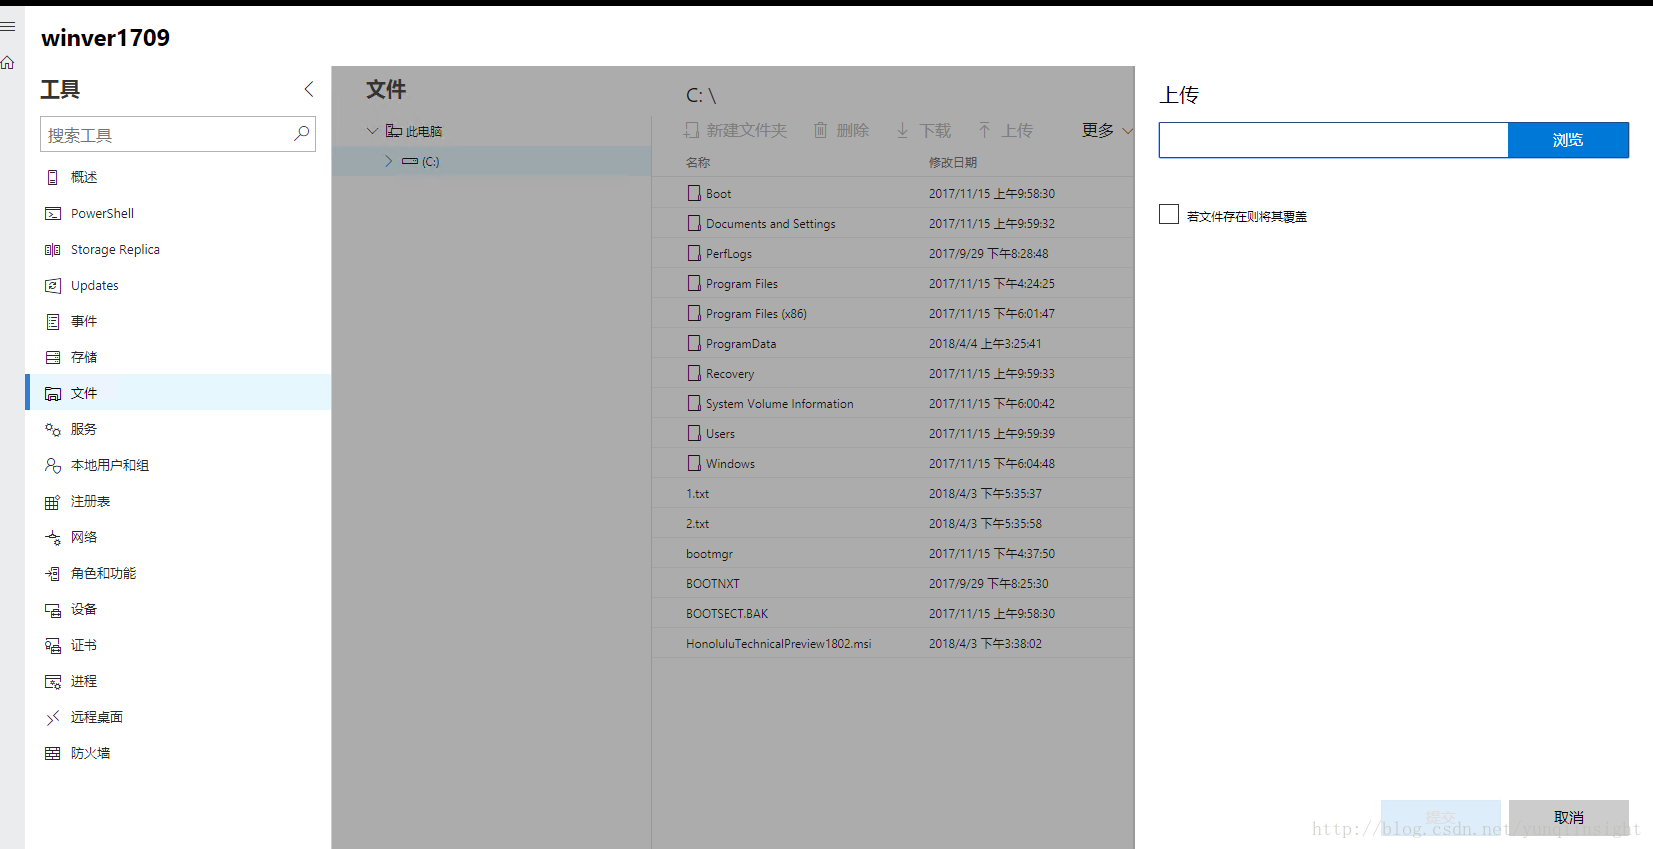 winver1709
工具
搜索工具
概述
PowerShell
Storage Replica
Updates
事件
存储
文件
服务
本地用户和组
注册表
网络
角色和功能
设备
证书
进程
远程桌面
防火墙
文件
此电脑
(C:)
C: \
新建文件夹 删除 下载 上传 更多
名称 修改日期
Boot 2017/11/15 上午9:58:30
Documents and Settings 2017/11/15 上午9:59:32
PerfLogs 2017/9/29 下午8:28:48
Program Files 2017/11/15 下午4:24:25
Program Files (x86) 2017/11/15 下午6:01:47
ProgramData 2018/4/4 上午3:25:41
Recovery 2017/11/15 上午9:59:33
System Volume Information 2017/11/15 下午6:00:42
Users 2017/11/15 上午9:59:39
Windows 2017/11/15 下午6:04:48
1.txt 2018/4/3 下午5:35:37
2.txt 2018/4/3 下午5:35:58
bootmgr 2017/11/15 下午4:37:50
BOOTNXT 2017/9/29 下午8:25:30
BOOTSECT.BAK 2017/11/15 上午9:58:30
HonoluluTechnicalPreview1802.msi 2018/4/3 下午3:38:02
上传
浏览
若文件存在则将其覆盖
提交 取消
http://blog.csdn.net/yunqiinsight